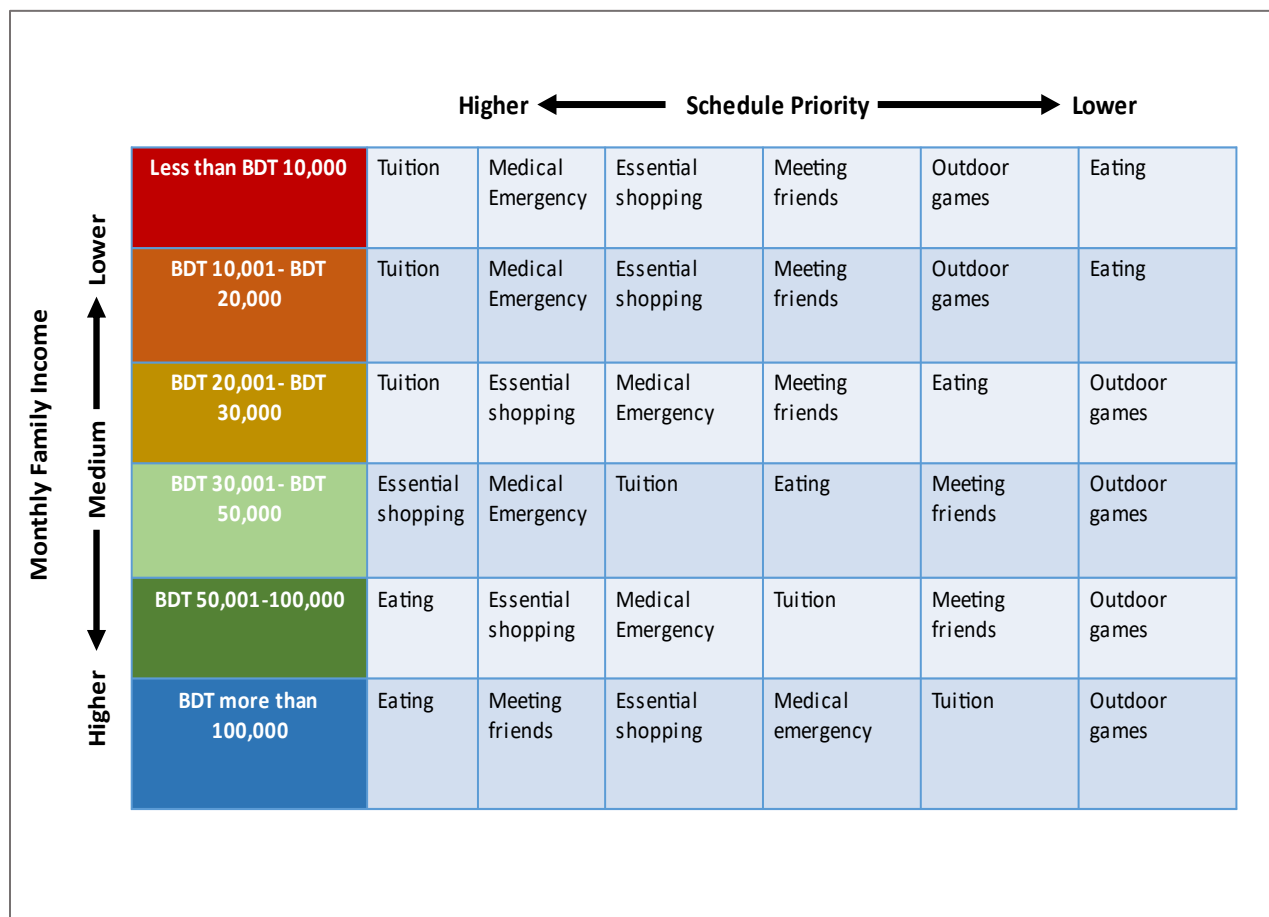 Higher Schedule Priority Lower
Monthly Family Income
Lower
Medium
Higher
Less than BDT 10,000
Tuition
Medical
Emergency
Essential
shopping
Meeting
friends
Outdoor
games
Eating
BDT 10,001- BDT
20,000
Tuition
Medical
Emergency
Essential
shopping
Meeting
friends
Outdoor
games
Eating
BDT 20,001- BDT
30,000
Tuition
Essential
shopping
Medical
Emergency
Meeting
friends
Eating
Outdoor
games
BDT 30,001- BDT
50,000
Essential
shopping
Medical
Emergency
Tuition
Eating
Meeting
friends
Outdoor
games
BDT 50,001-100,000
Eating
Essential
shopping
Medical
Emergency
Tuition
Meeting
friends
Outdoor
games
BDT more than
100,000
Eating
Meeting
friends
Essential
shopping
Medical
emergency
Tuition
Outdoor
games